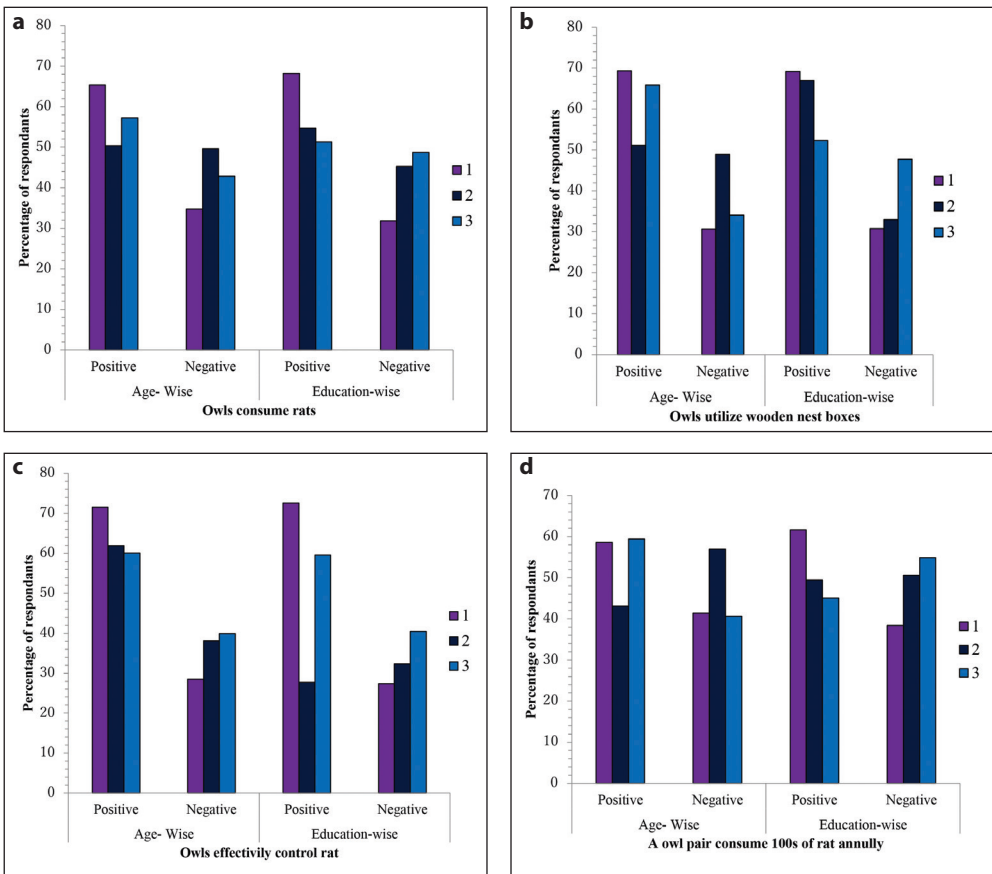 a
80
70
60
50
40
30
20
10
0
Percentage of respondants
1
2
3
Positive Negative Positive Negative
Age- Wise Education-wise
Owls consume rats
b
80
70
60
50
40
30
20
10
0
Percentage of respondants
1
2
3
Positive Negative Positive Negative
Age- Wise Education-wise
Owls utilize wooden nest boxes
c
80
70
60
50
40
30
20
10
0
Percentage of respondants
1
2
3
Positive Negative Positive Negative
Age- Wise Education-wise
Owls effectivily control rat
d
70
60
50
40
30
20
10
0
Percentage of respondants
1
2
3
Positive Negative Positive Negative
Age- Wise Education-wise
A owl pair consume 100s of rat annully